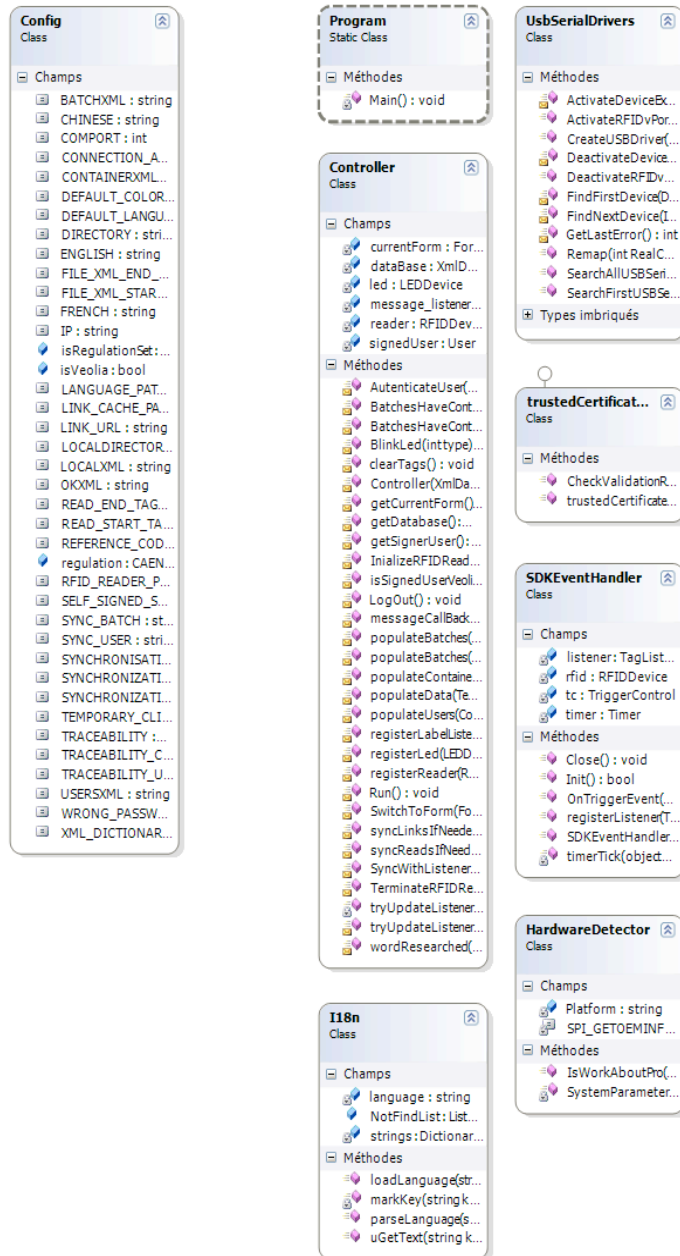 Config
Class
Champs
BATCHXML : string
CHINESE : string
COMPORT : int
CONNECTION_A...
CONTAINERXML...
DEFAULT_COLOR...
DEFAULT_LANGU...
DIRECTORY : stri...
ENGLISH : string
FILE_XML_END_...
FILE_XML_STAR...
FRENCH : string
IP : string
isRegulationSet:...
isVeolia : bool
LANGUAGE_PAT...
LINK_CACHE_PA...
LINK_URL : string
LOCALDIRECTOR...
LOCALXML : string
OKXML : string
READ_END_TAG...
READ_START_TA...
REFERENCE_COD...
regulation : CAEN...
RFID_READER_P...
SELF_SIGNED_S...
SYNC_BATCH : st...
SYNC_USER : stri...
SYNCHRONISATI...
SYNCHRONIZATI...
SYNCHRONIZATI...
TEMPORARY_CLI...
TRACEABILITY :...
TRACEABILITY_C...
TRACEABILITY_U...
USERSXML : string
WRONG_PASSW...
XML_DICTIONAR...
Program
Static Class
Méthodes
Main() : void
Controller
Class
Champs
currentForm : For...
dataBase : XmlD...
led : LEDDevice
message_listener...
reader : RFIDDev...
signedUser : User
Méthodes
AutenticateUser(...
BatchesHaveCont...
BatchesHaveCont...
BlinkLed(inttype)...
clearTags() : void
Controller(XmlDa...
getCurrentForm()...
getDatabase():...
getSignerUser():...
InializeRFIDRead...
isSignedUserVeoli...
LogOut() : void
messageCallBack...
populateBatches(...
populateBatches(...
populateContaine...
populateData(Te...
populateUsers(Co...
registerLabelListe...
registerLed(LEDD...
registerReader(R...
Run() : void
SwitchToForm(Fo...
syncLinksIfNeede...
syncReadsIfNeed...
SyncWithListener...
TerminateRFIDRe...
tryUpdateListener...
tryUpdateListener...
wordResearched(...
I18n
Class
Champs
language : string
NotFindList : List...
strings : Dictionar...
Méthodes
loadLanguage(str...
markKey(string k...
parseLanguage(s...
uGetText(string k...
UsbSerialDrivers
Class
Méthodes
ActivateDeviceEx...
ActivateRFIDvPor...
CreateUSBDriver(...
DeactivateDevice...
DeactivateRFIDv...
FindFirstDevice(D...
FindNextDevice(I...
GetLastError() : int
Remap(int RealC...
SearchAllUSBSeri...
SearchFirstUSBSe...
Types imbriqués
trustedCertificat...
Class
Méthodes
CheckValidationR...
trustedCertificate...
SDKEventHandler
Class
Champs
listener : TagList...
rfid : RFIDDevice
tc : TriggerControl
timer : Timer
Méthodes
Close() : void
Init() : bool
OnTriggerEvent(...
registerListener(T...
SDKEventHandler...
timerTick(object...
HardwareDetector
Class
Champs
Platform : string
SPI_GETOEMINF...
Méthodes
IsWorkAboutPro(...
SystemParameter...